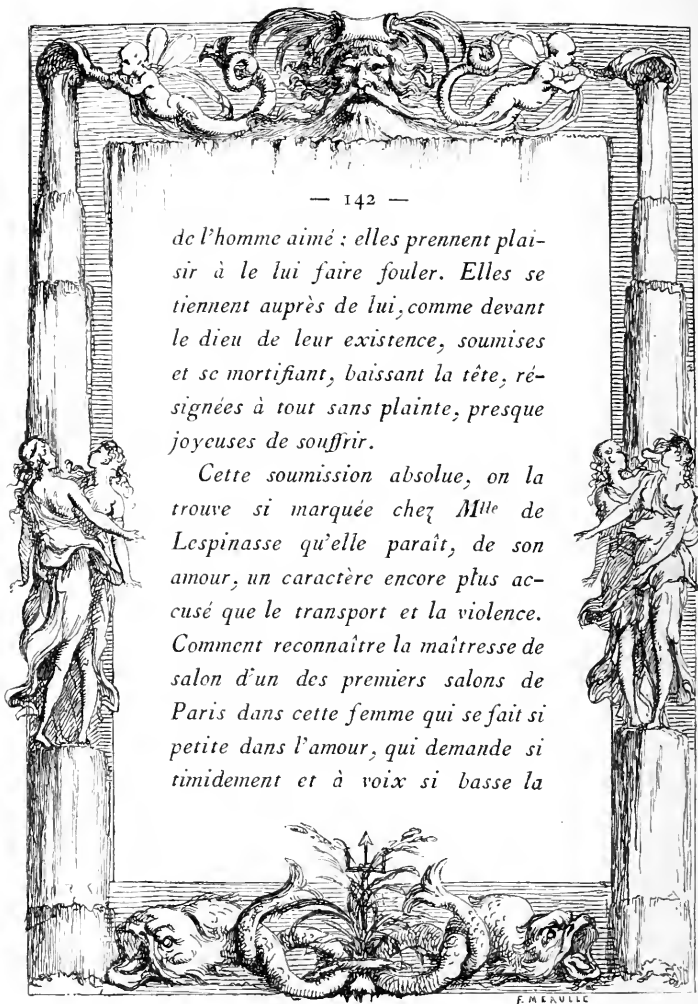 — 142 —
de l'homme aimé : elles prennent plai-
sir à le lui faire fouler. Elles se
tiennent auprès de lui, comme devant
le dieu de leur existence, soumises
et se mortifiant, baissant la tête, ré-
signées à tout sans plainte, presque
joyeuses de souffrir.
Cette soumission absolue, on la
trouve si marquée chez Mlle de
Lespinasse qu'elle paraît, de son
amour, un caractère encore plus ac-
cusé que le transport et la violence.
Comment reconnaître la maîtresse de
salon d'un des premiers salons de
Paris dans cette femme qui se fait si
petite dans l'amour, qui demande si
timidement et à voix si basse la
F. MEAULLE